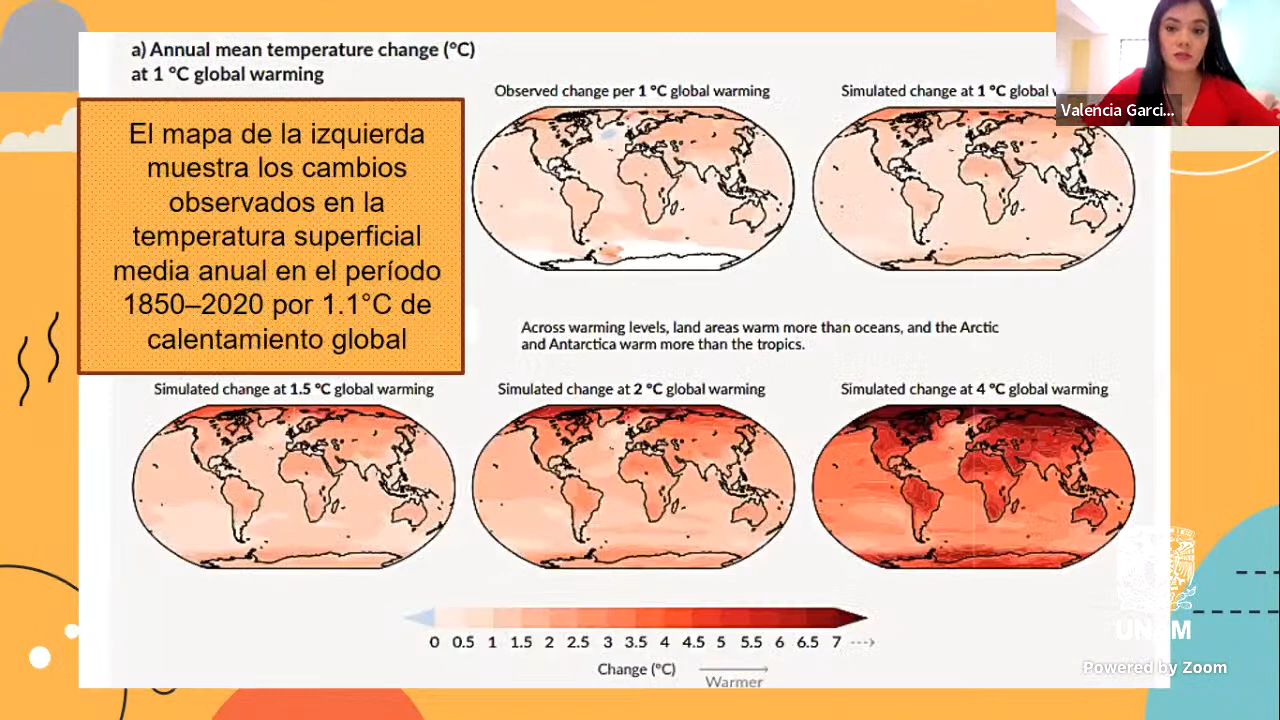 a) Annual mean temperature change (°C)
at 1 °C global warming
El mapa de la izquierda
muestra los cambios
observados en la
temperatura superficial
media anual en el período
1850–2020 por 1.1°C de
calentamiento global
Observed change per 1 °C global warming
Simulated change at 1 °C global
Valencia Garci...
Across warming levels, land areas warm more than oceans, and the Arctic
and Antarctica warm more than the tropics.
Simulated change at 1.5 °C global warming
Simulated change at 2 °C global warming
Simulated change at 4 °C global warming
0 0.5 1 1.5 2 2.5 3 3.5 4 4.5 5 5.5 6 6.5 7
Change (°C)
Warmer
UNAM
Powered by Zoom